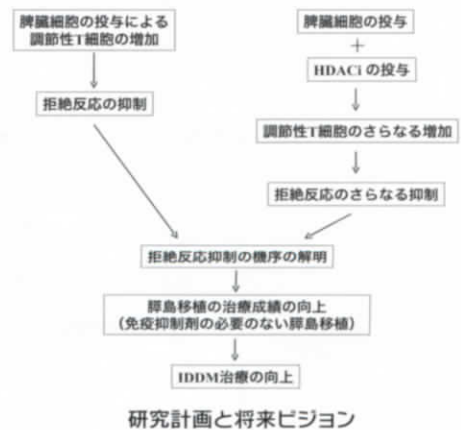 脾臓細胞の投与による
調節性T細胞の増加
拒絶反応の抑制
脾臓細胞の投与
+
HDACi の投与
調節性T細胞のさらなる増加
拒絶反応のさらなる抑制
拒絶反応抑制の機序の解明
膵島移植の治療成績の向上
(免疫抑制剤の必要のない膵島移植)
IDDM治療の向上
研究計画と将来ビジョン